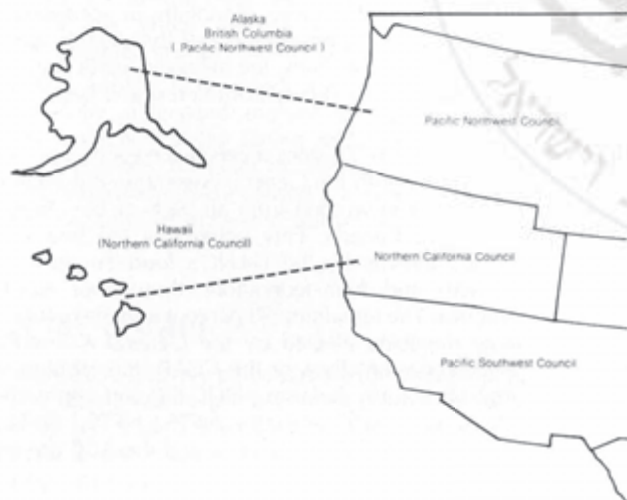 Alaska
British Columbia
( Pacific Northwest Council )
Pacific Northwest Council
Hawaii
(Northern California Council)
Northern California Council
Pacific Southwest Council